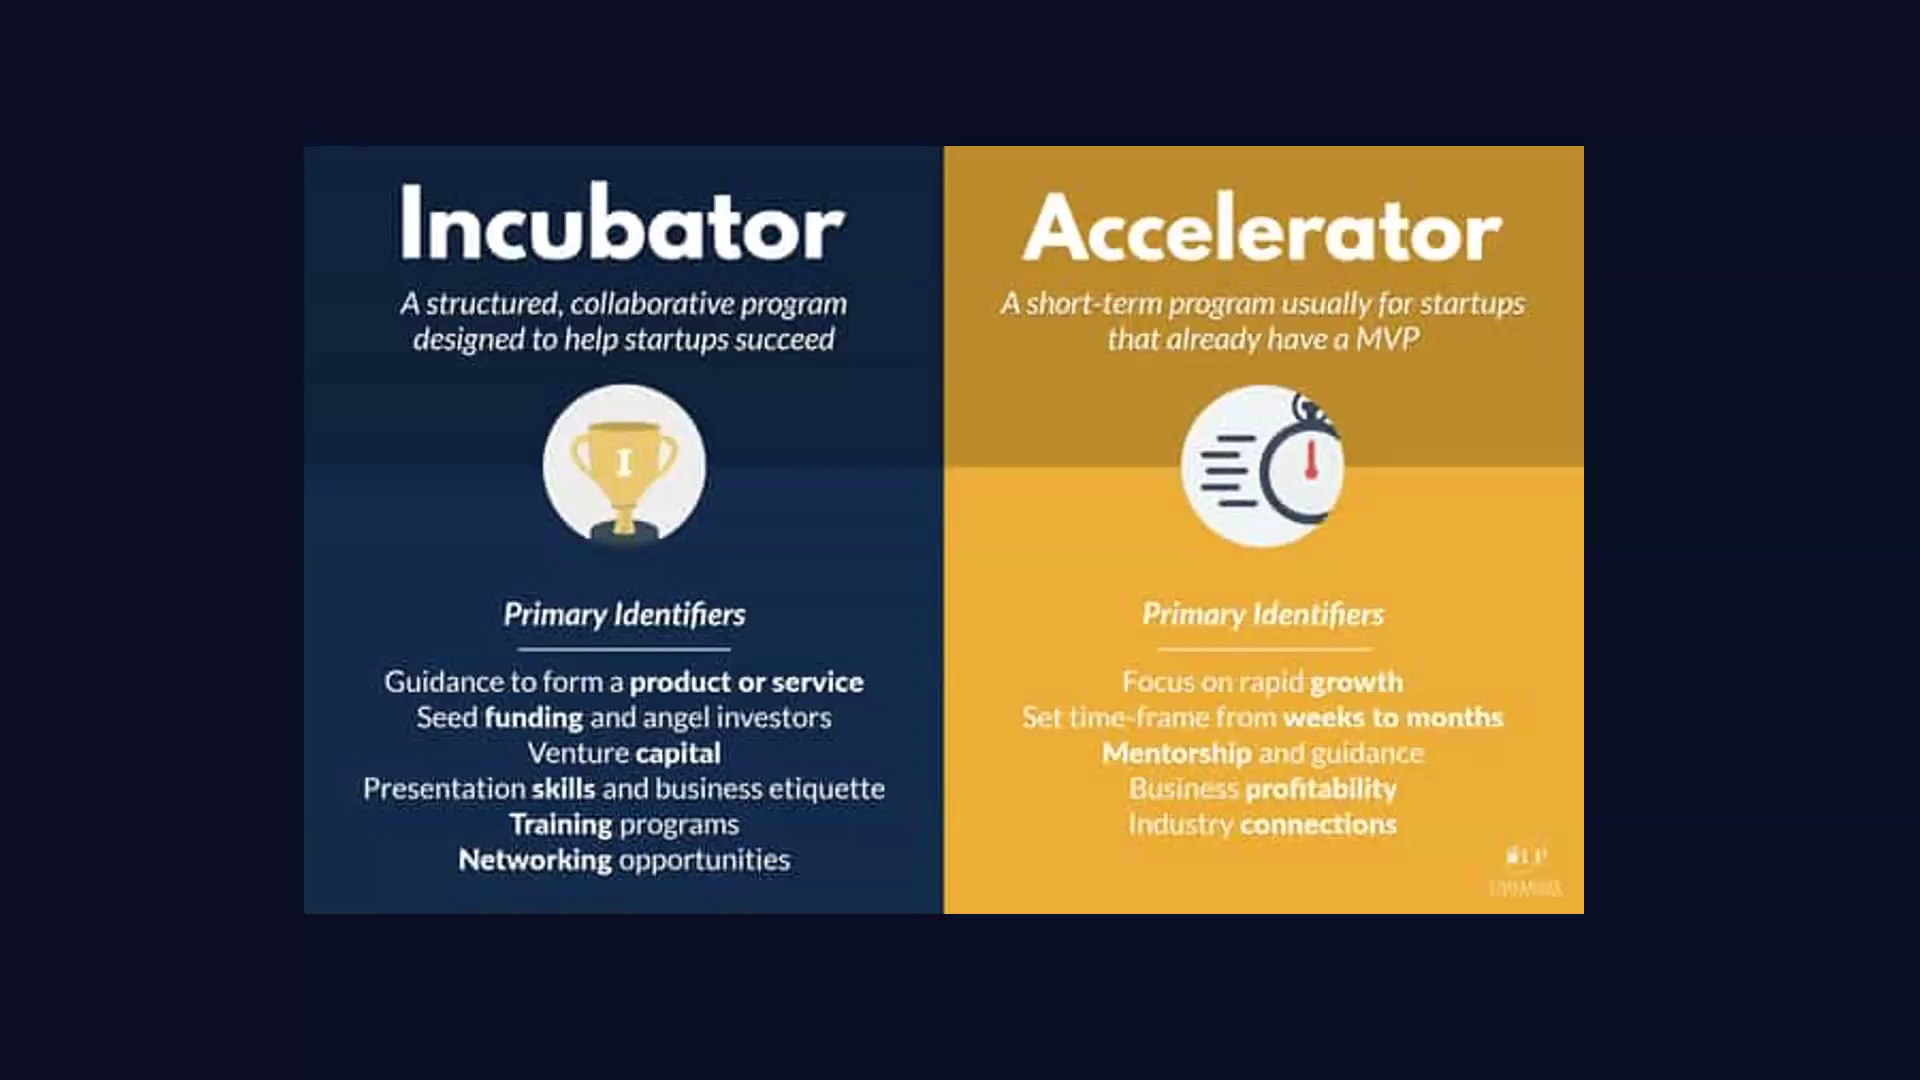 Incubator
A structured, collaborative program
designed to help startups succeed
I
Primary Identifiers
Guidance to form a product or service
Seed funding and angel investors
Venture capital
Presentation skills and business etiquette
Training programs
Networking opportunities
Accelerator
A short-term program usually for startups
that already have a MVP
Primary Identifiers
Focus on rapid growth
Set time-frame from weeks to months
Mentorship and guidance
Business profitability
Industry connections